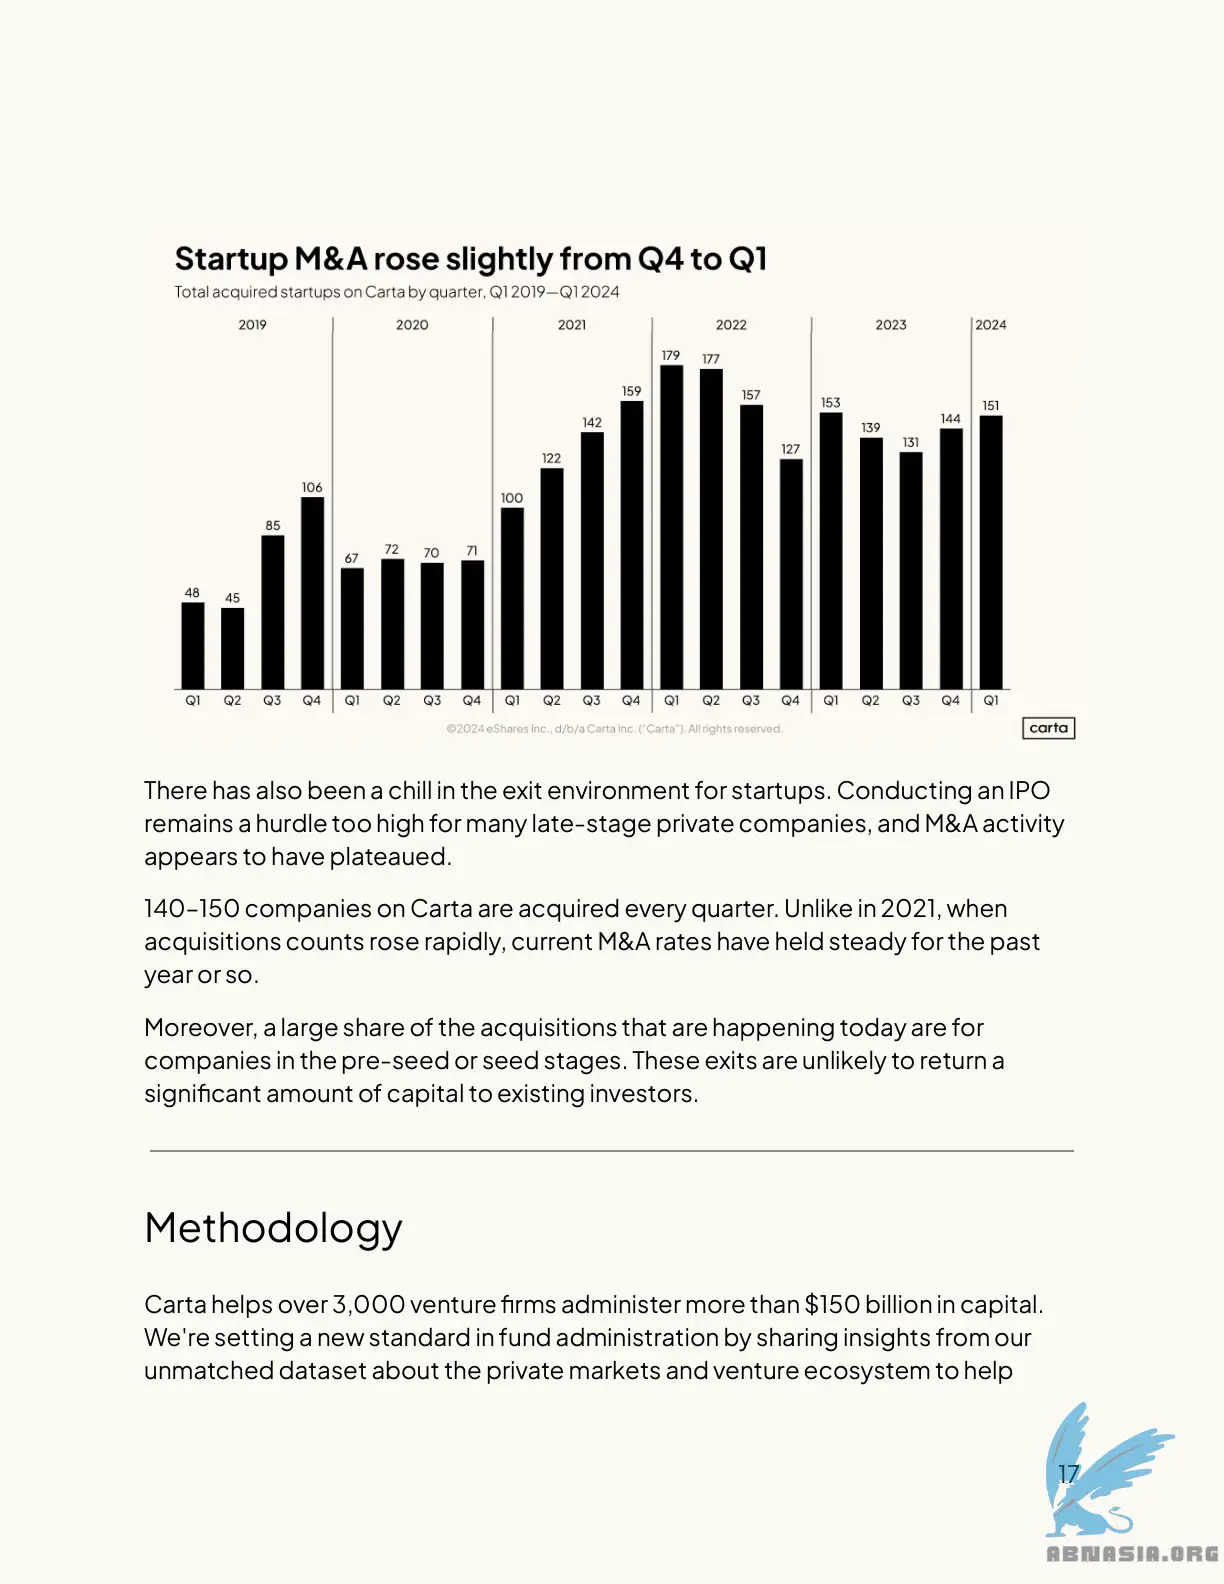 Startup M&A rose slightly from Q4 to Q1
Total acquired startups on Carta by quarter, Q1 2019—Q1 2024
2019 2020 2021 2022 2023 2024
48 45 85 106 67 72 70 71 100 122 142 159 179 177 157 127 153 139 131 144 151
Q1 Q2 Q3 Q4 Q1 Q2 Q3 Q4 Q1 Q2 Q3 Q4 Q1 Q2 Q3 Q4 Q1 Q2 Q3 Q4 Q1
©2024 eShares Inc., d/b/a Carta Inc. ("Carta"). All rights reserved.
carta
There has also been a chill in the exit environment for startups. Conducting an IPO
remains a hurdle too high for many late-stage private companies, and M&A activity
appears to have plateaued.
140–150 companies on Carta are acquired every quarter. Unlike in 2021, when
acquisitions counts rose rapidly, current M&A rates have held steady for the past
year or so.
Moreover, a large share of the acquisitions that are happening today are for
companies in the pre-seed or seed stages. These exits are unlikely to return a
significant amount of capital to existing investors.
Methodology
Carta helps over 3,000 venture firms administer more than $150 billion in capital.
We're setting a new standard in fund administration by sharing insights from our
unmatched dataset about the private markets and venture ecosystem to help
17
ABNASIA.ORG